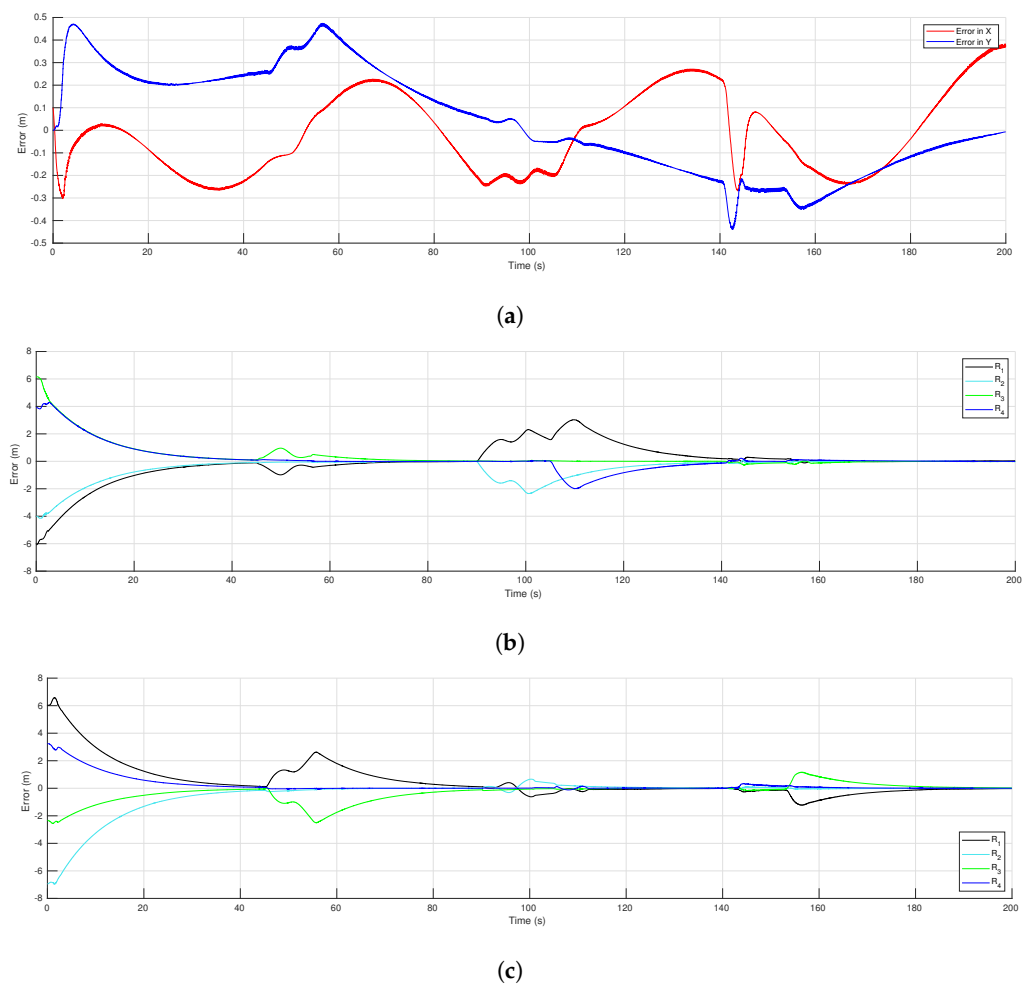 0.5
0.4
0.3
0.2
0.1
0
-0.1
-0.2
-0.3
-0.4
-0.5
Error (m)
Error in X
Error in Y
0 20 40 60 80 100 120 140 160 180 200
Time (s)
(a)
8
6
4
2
0
-2
-4
-6
-8
Error (m)
R1
R2
R3
R4
0 20 40 60 80 100 120 140 160 180 200
Time (s)
(b)
8
6
4
2
0
-2
-4
-6
-8
Error (m)
R1
R2
R3
R4
0 20 40 60 80 100 120 140 160 180 200
Time (s)
(c)